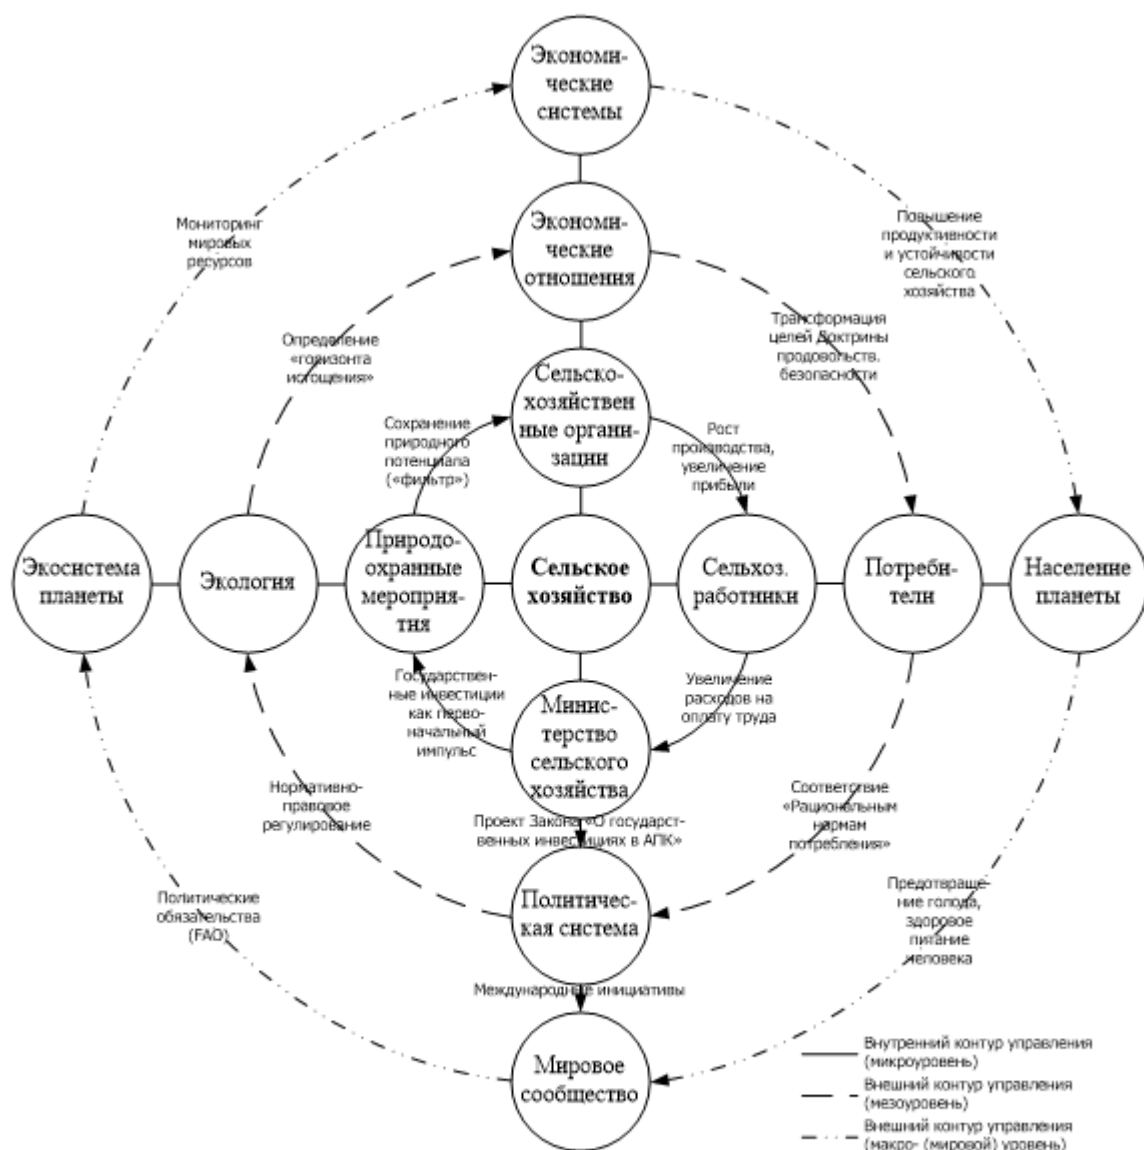 Экономи-
ческие
системы
Мониторинг
мировых
ресурсов
Экономи-
ческие
отношения
Повышение
продуктивности
и устойчивости
сельского
хозяйства
Определение
«горизонта
истощения»
Трансформация
целей Доктрины
продовольств.
безопасности
Сельско-
хозяйствен
ные органи-
зации
Сохранение
природного
потенциала
(«фильтр»)
Рост
производства,
увеличение
прибыли
Экосистема
планеты
Экология
Природо-
охранные
мероприя-
тия
Сельское
хозяйство
Сельхоз.
работники
Потреби-
тели
Население
планеты
Государствен-
ные инвестиции
как перво-
начальный
импульс
Министерство
сельского
хозяйства
Увеличение
расходов на
оплату труда
Нормативно-
правовое
регулирование
Проект Закона «О государст-
венных инвестициях в АПК»
Соответствие
«Рациональным
нормам
потребления»
Политические
обязательства
(FAO)
Политичес-
кая система
Предотвраще-
ние голода,
здоровое
питание
человека
Международные инициативы
Мировое
сообщество
Внутренний контур управления
(микроуровень)
Внешний контур управления
(мезоуровень)
Внешний контур управления
(макро- (мировой) уровень)